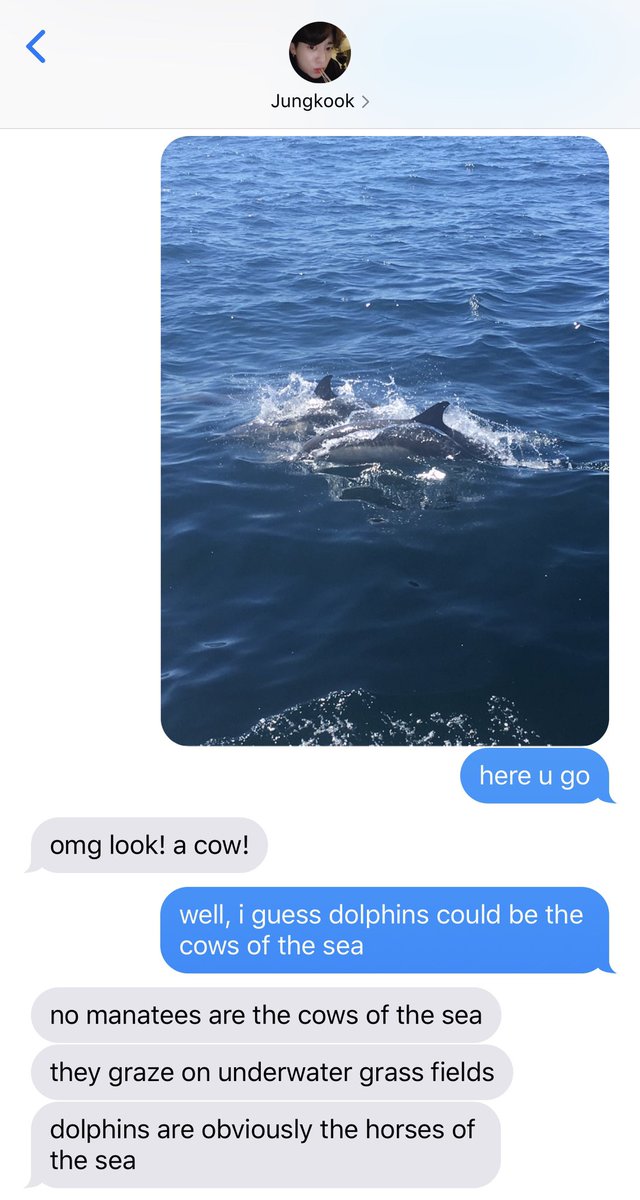 Jungkook
here u go
omg look! a cow!
well, i guess dolphins could be the
cows of the sea
no manatees are the cows of the sea
they graze on underwater grass fields
dolphins are obviously the horses of
the sea